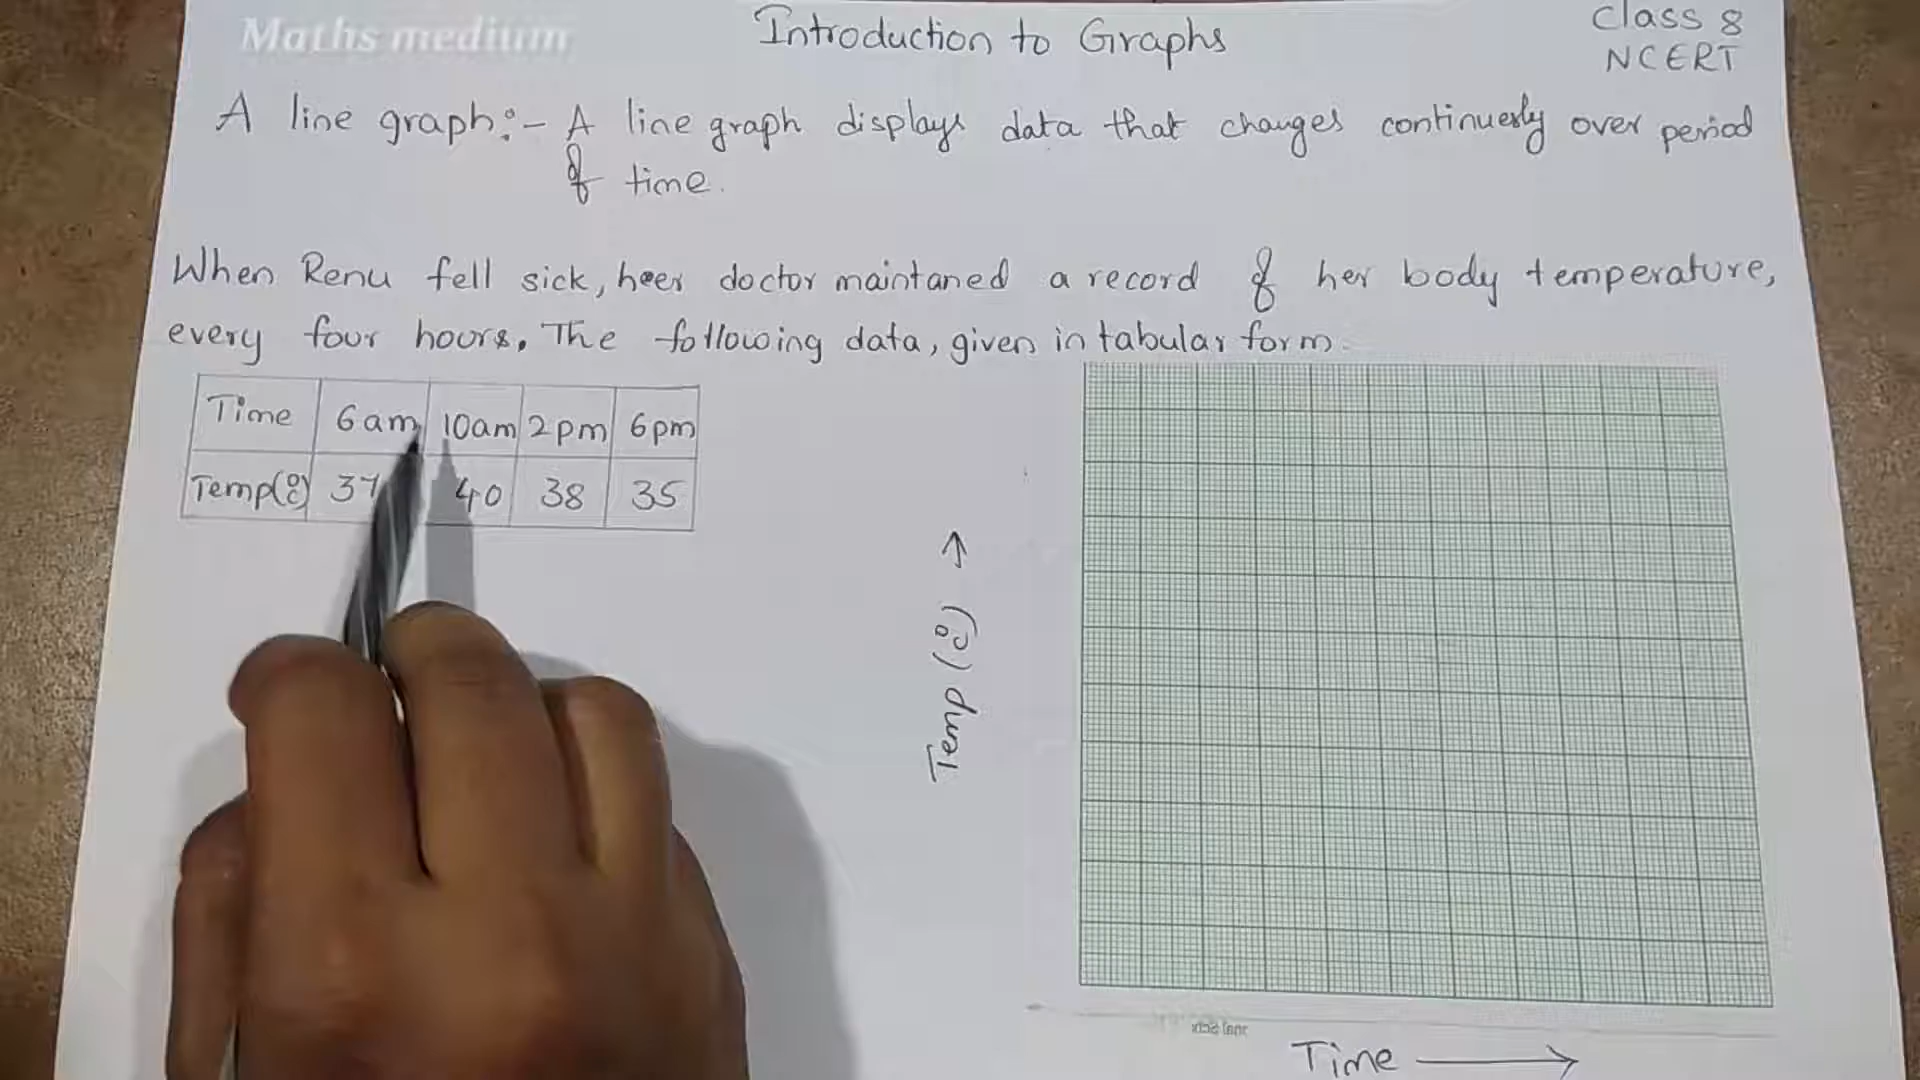 Maths medium
Introduction to Graphs
Class 8
NCERT
A line graph:- A line graph displays data that changes continuesly over period
of time.
When Renu fell sick, heer doctor maintaned a record of her body temperature,
every four hours. The following data, given in tabular form.
Time 6am 10am 2pm 6pm
Temp(°C) 37 40 38 35
Temp (°C) →
Time →